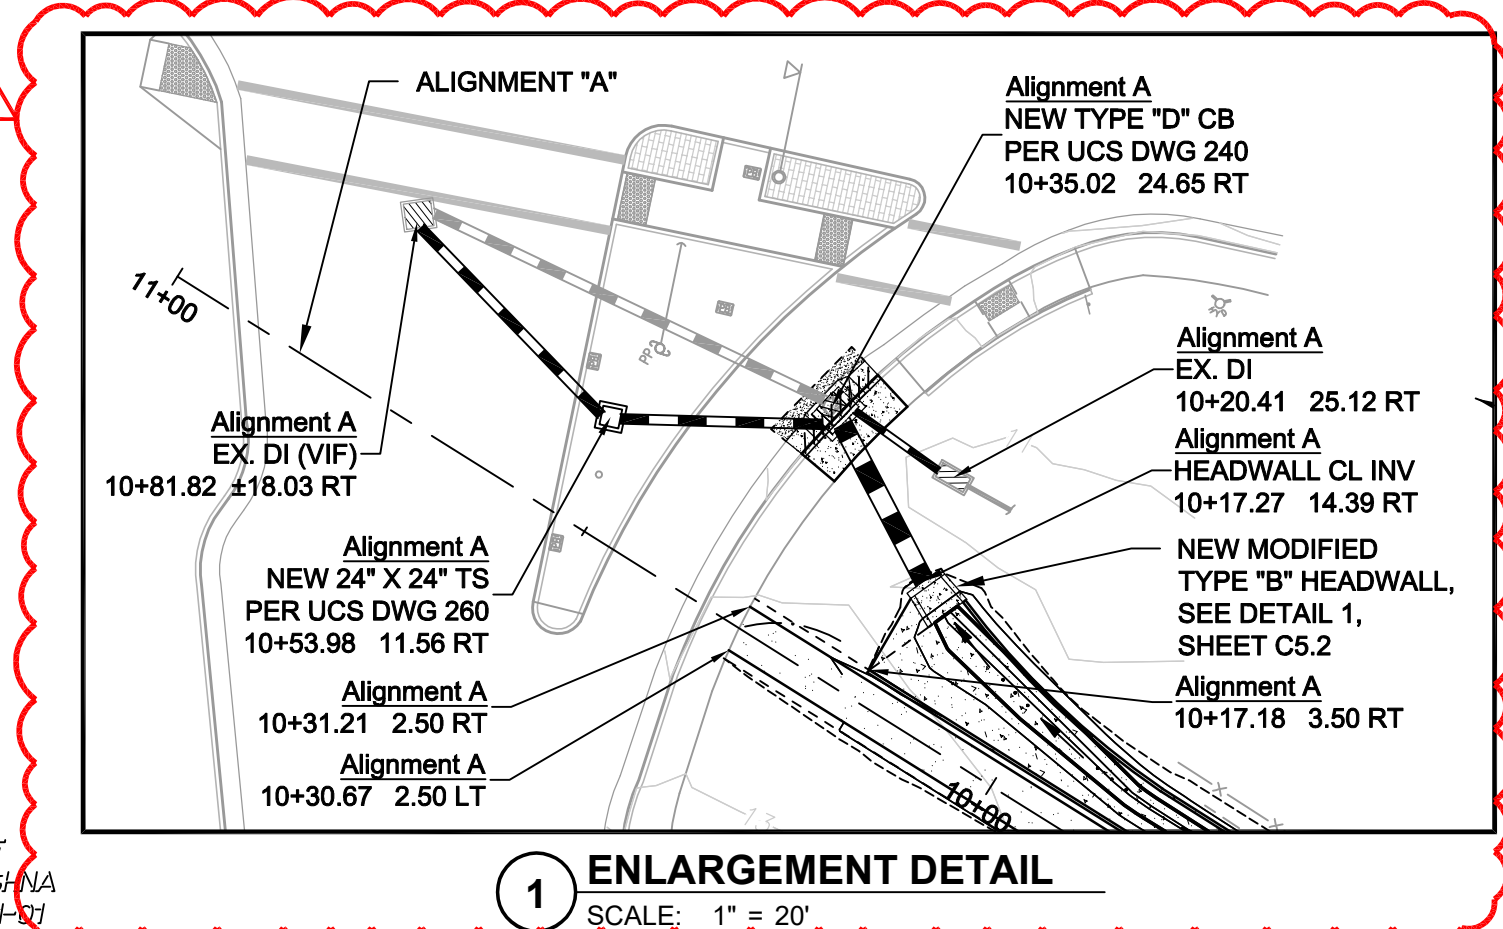 ALIGNMENT "A"
Alignment A
NEW TYPE "D" CB
PER UCS DWG 240
10+35.02 24.65 RT
11+00
PP
Alignment A
EX. DI
10+20.41 25.12 RT
Alignment A
EX. DI (VIF)
10+81.82 ±18.03 RT
Alignment A
HEADWALL CL INV
10+17.27 14.39 RT
Alignment A
NEW 24" X 24" TS
PER UCS DWG 260
10+53.98 11.56 RT
NEW MODIFIED
TYPE "B" HEADWALL,
SEE DETAIL 1,
SHEET C5.2
Alignment A
10+31.21 2.50 RT
Alignment A
10+17.18 3.50 RT
Alignment A
10+30.67 2.50 LT
10+00
13
1 ENLARGEMENT DETAIL
SCALE: 1" = 20'